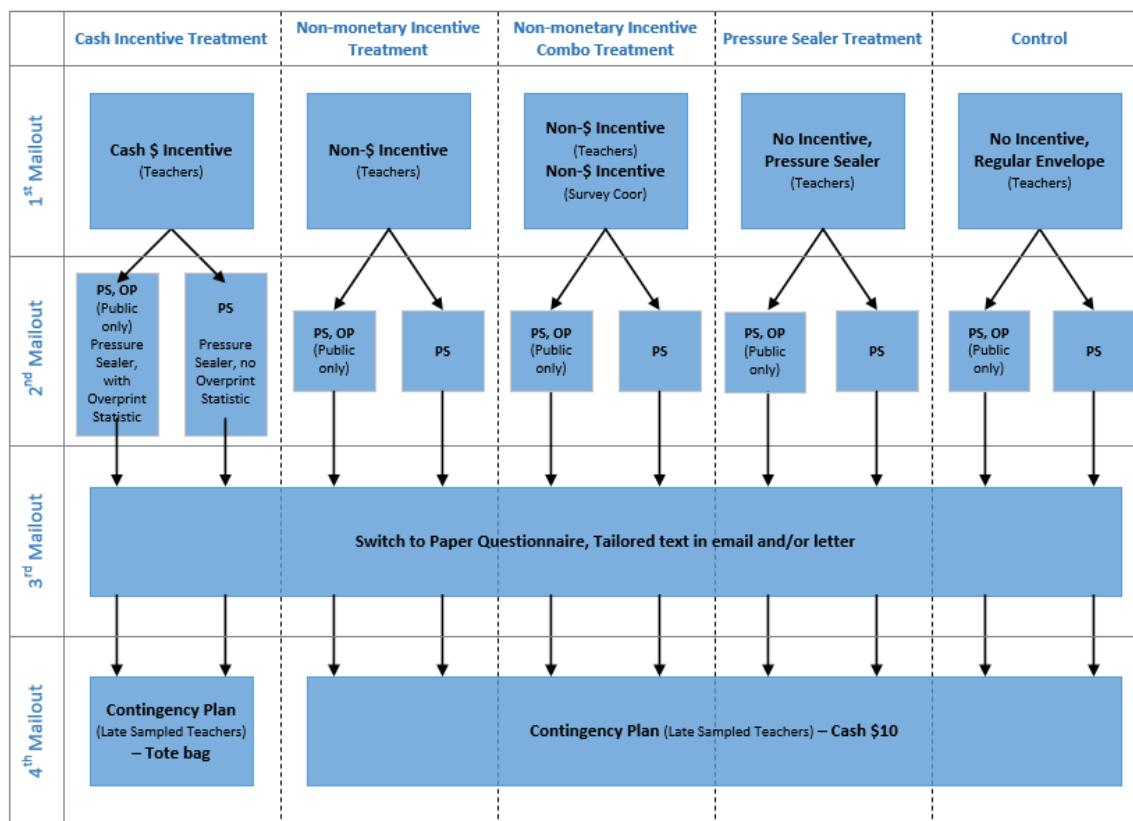 Cash Incentive Treatment
Non-monetary Incentive
Treatment
Non-monetary Incentive
Combo Treatment
Pressure Sealer Treatment
Control
1st Mailout
Cash $ Incentive
(Teachers)
Non-$ Incentive
(Teachers)
Non-$ Incentive
(Teachers)
Non-$ Incentive
(Survey Coor)
No Incentive,
Pressure Sealer
(Teachers)
No Incentive,
Regular Envelope
(Teachers)
2nd Mailout
PS, OP
(Public
only)
Pressure
Sealer,
with
Overprint
Statistic
PS
Pressure
Sealer, no
Overprint
Statistic
PS, OP
(Public
only)
PS
PS, OP
(Public
only)
PS
PS, OP
(Public
only)
PS
PS, OP
(Public
only)
PS
3rd Mailout
Switch to Paper Questionnaire, Tailored text in email and/or letter
4th Mailout
Contingency Plan
(Late Sampled Teachers)
– Tote bag
Contingency Plan (Late Sampled Teachers) – Cash $10